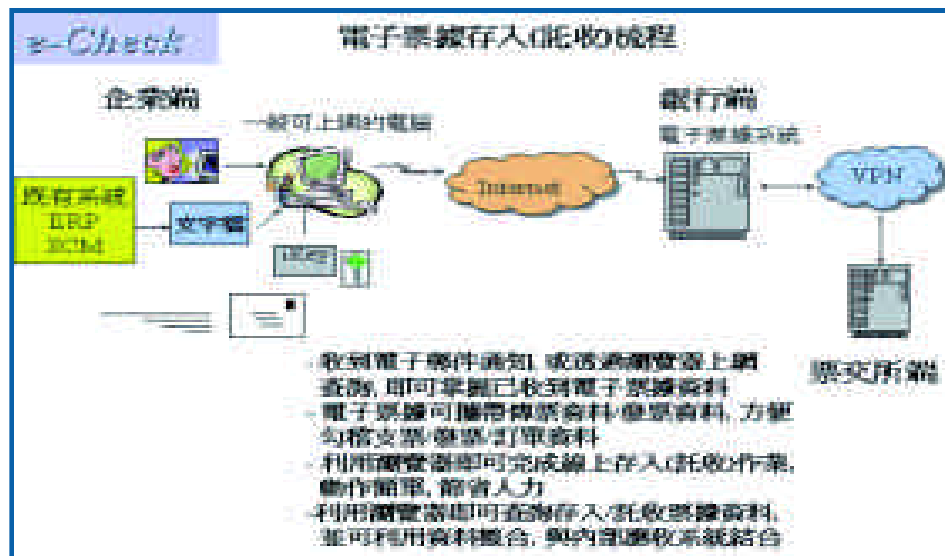 e-Check
電子票據存入(託收)流程
企業端
銀行端
一般可上網的電腦
電子票據系統
既有系統
ERP
SCM
文字檔
Internet
VPN
票交所端
- 收到電子郵件通知, 或透過瀏覽器上網
查詢, 即可掌握已收到電子票據資料
- 電子票據可攜帶傳票資料/發票資料, 方便
勾稽支票/發票/訂單資料
- 利用瀏覽器即可完成線上存入(託收)作業,
動作簡單, 節省人力
- 利用瀏覽器即可查詢存入/託收票據資料,
並可利用資料整合, 與內部應收系統結合